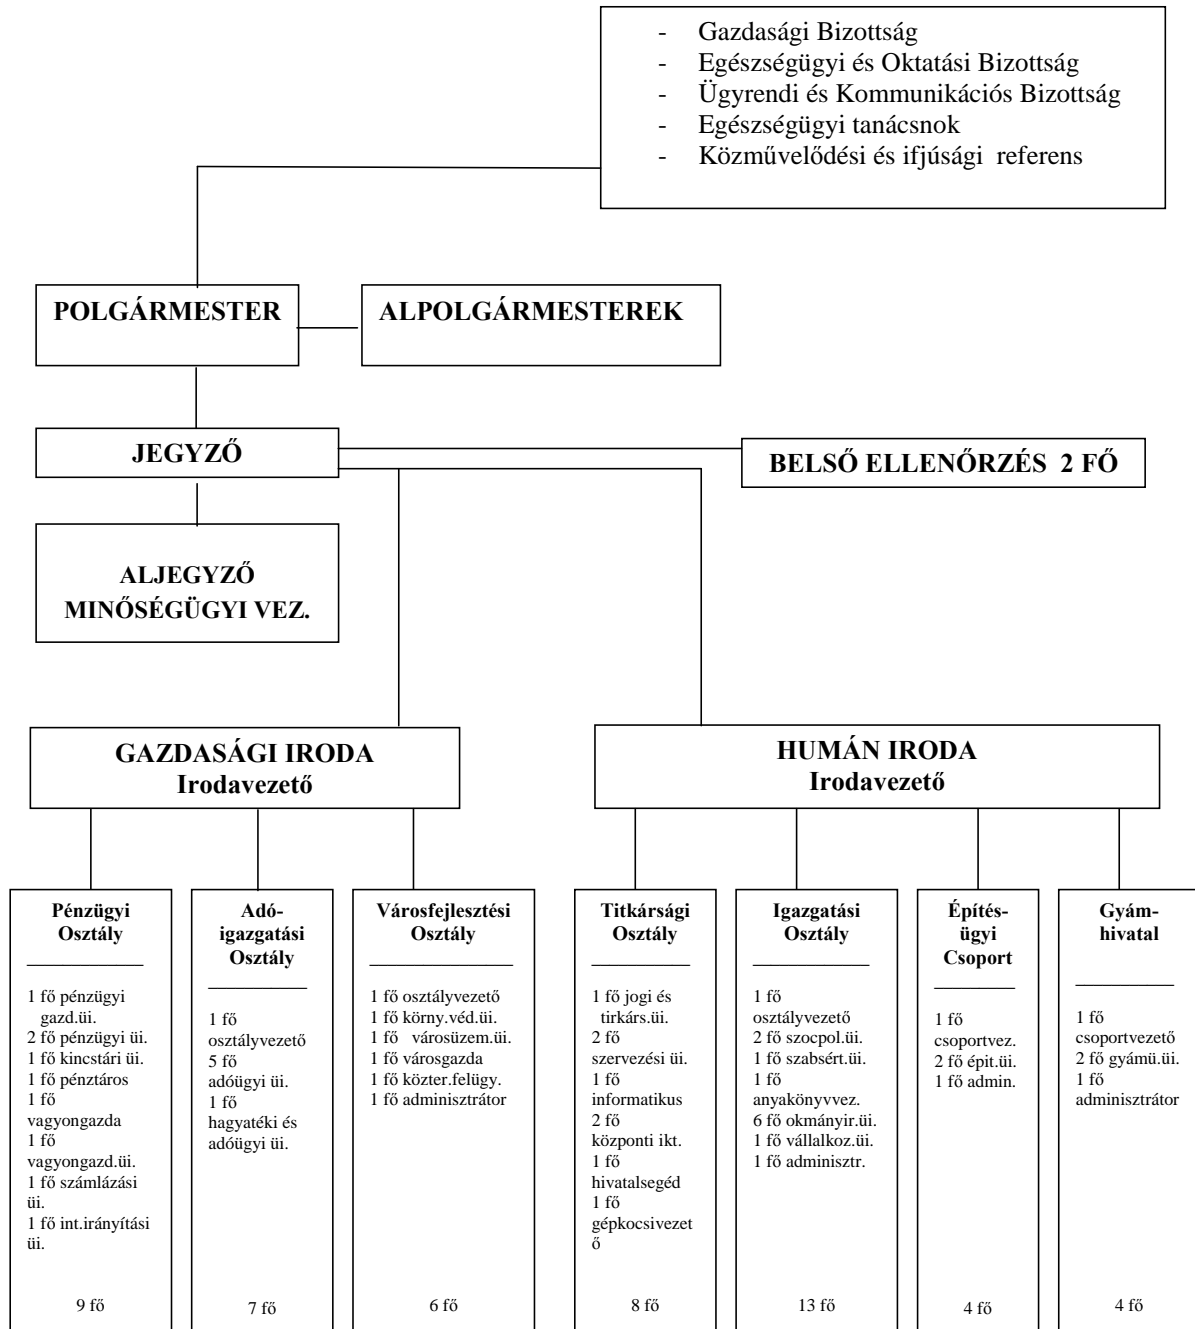 - Gazdasági Bizottság
- Egészségügyi és Oktatási Bizottság
- Ügyrendi és Kommunikációs Bizottság
- Egészségügyi tanácsnok
- Közművelődési és ifjúsági referens
POLGÁRMESTER
ALPOLGÁRMESTEREK
JEGYZŐ
BELSŐ ELLENŐRZÉS 2 FŐ
ALJEGYZŐ
MINŐSÉGÜGYI VEZ.
GAZDASÁGI IRODA
Irodavezető
HUMÁN IRODA
Irodavezető
Pénzügyi
Osztály
1 fő pénzügyi
gazd.üi.
2 fő pénzügyi üi.
1 fő kincstári üi.
1 fő pénztáros
1 fő
vagyongazda
1 fő
vagyongazd.üi.
1 fő számlázási
üi.
1 fő int.irányítási
üi.
9 fő
Adó-
igazgatási
Osztály
1 fő
osztályvezető
5 fő
adóügyi üi.
1 fő
hagyatéki és
adóügyi üi.
7 fő
Városfejlesztési
Osztály
1 fő osztályvezető
1 fő körny.véd.üi.
1 fő városüzem.üi.
1 fő városgazda
1 fő közter.felügy.
1 fő adminisztrátor
6 fő
Titkársági
Osztály
1 fő jogi és
tirkárs.üi.
2 fő
szervezési üi.
1 fő
informatikus
2 fő
központi ikt.
1 fő
hivatalsegéd
1 fő
gépkocsivezet
ő
8 fő
Igazgatási
Osztály
1 fő
osztályvezető
2 fő szocpol.üi.
1 fő szabsért.üi.
1 fő
anyakönyvvez.
6 fő okmányir.üi.
1 fő vállalkoz.üi.
1 fő adminisztr.
13 fő
Építés-
ügyi
Csoport
1 fő
csoportvez.
2 fő épit.üi.
1 fő admin.
4 fő
Gyám-
hivatal
1 fő
csoportvezető
2 fő gyámü.üi.
1 fő
adminisztrátor
4 fő